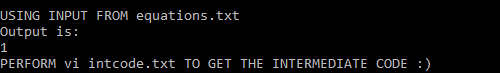 USING INPUT FROM equations.txt
Output is:
1
PERFORM vi intcode.txt TO GET THE INTERMEDIATE CODE :)